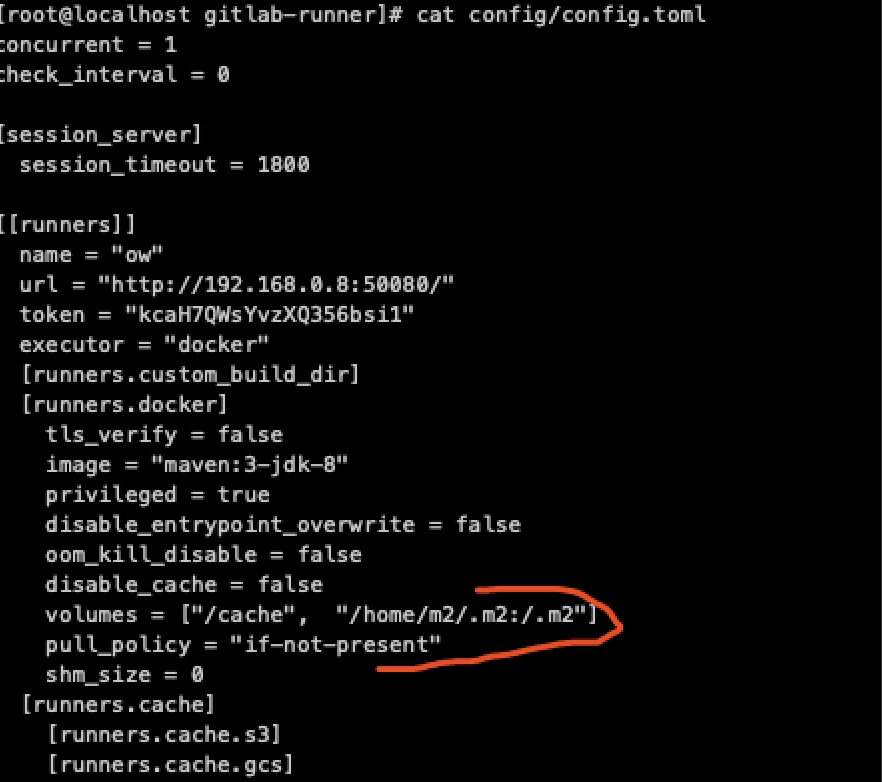 [root@localhost gitlab-runner]# cat config/config.toml
concurrent = 1
check_interval = 0
[session_server]
session_timeout = 1800
[[runners]]
name = "ow"
url = "http://192.168.0.8:50080/"
token = "kcaH7QWsYvzXQ356bsi1"
executor = "docker"
[runners.custom_build_dir]
[runners.docker]
tls_verify = false
image = "maven:3-jdk-8"
privileged = true
disable_entrypoint_overwrite = false
oom_kill_disable = false
disable_cache = false
volumes = ["/cache", "/home/m2/.m2:/.m2"]
pull_policy = "if-not-present"
shm_size = 0
[runners.cache]
[runners.cache.s3]
[runners.cache.gcs]